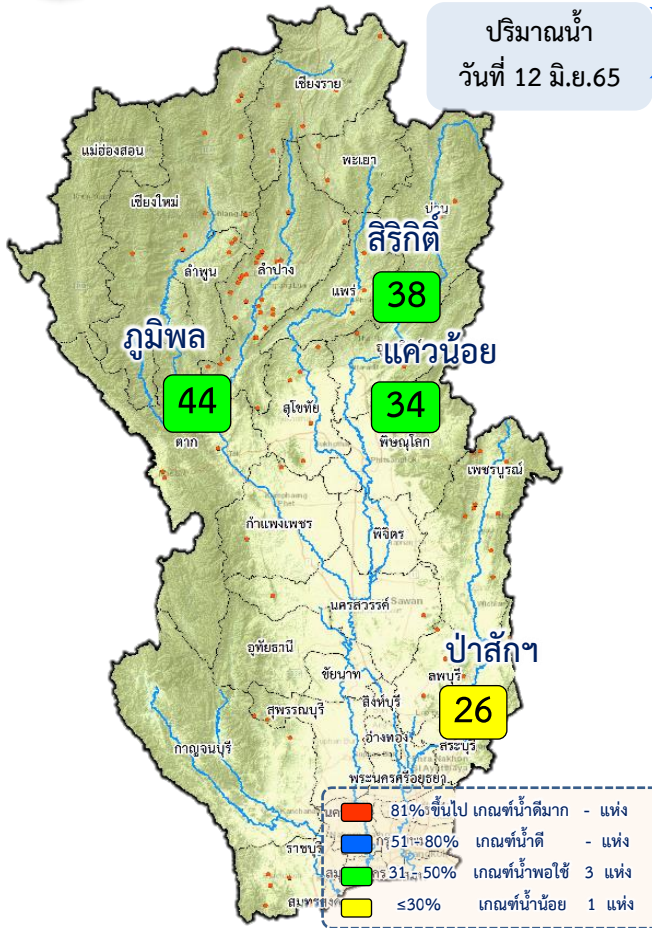 ปริมาณน้ำ
วันที่ 12 มิ.ย.65
เชียงราย
แม่ฮ่องสอน
พะเยา
เชียงใหม่
น่าน
สิริกิติ์
ลำพูน
ลำปาง
38
แพร่
ภูมิพล
แควน้อย
44
34
สุโขทัย
ตาก
พิษณุโลก
เพชรบูรณ์
กำแพงเพชร
พิจิตร
นครสวรรค์
Sawan
อุทัยธานี
ป่าสักฯ
ชัยนาท
ลพบุรี
สิงห์บุรี
26
สุพรรณบุรี
อ่างทอง
กาญจนบุรี
สระบุรี
พระนครศรีอยุธยา
81% ขึ้นไป เกณฑ์น้ำดีมาก - แห่ง
51 - 80% เกณฑ์น้ำดี - แห่ง
ราชบุรี
31 - 50% เกณฑ์น้ำพอใช้ 3 แห่ง
≤30% เกณฑ์น้ำน้อย 1 แห่ง